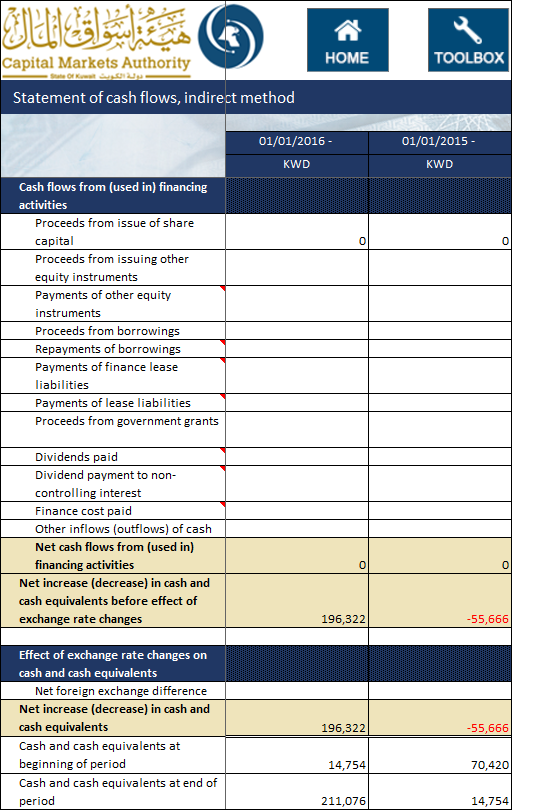 هيئة أسواق المال
Capital Markets Authority
State Of Kuwait دولة الكويت
HOME
TOOLBOX
Statement of cash flows, indirect method
01/01/2016 - 01/01/2015 -
KWD KWD
Cash flows from (used in) financing
activities
Proceeds from issue of share
capital 0 0
Proceeds from issuing other
equity instruments
Payments of other equity
instruments
Proceeds from borrowings
Repayments of borrowings
Payments of finance lease
liabilities
Payments of lease liabilities
Proceeds from government grants
Dividends paid
Dividend payment to non-
controlling interest
Finance cost paid
Other inflows (outflows) of cash
Net cash flows from (used in)
financing activities 0 0
Net increase (decrease) in cash and
cash equivalents before effect of
exchange rate changes 196,322 -55,666
Effect of exchange rate changes on
cash and cash equivalents
Net foreign exchange difference
Net increase (decrease) in cash and
cash equivalents 196,322 -55,666
Cash and cash equivalents at
beginning of period 14,754 70,420
Cash and cash equivalents at end of
period 211,076 14,754